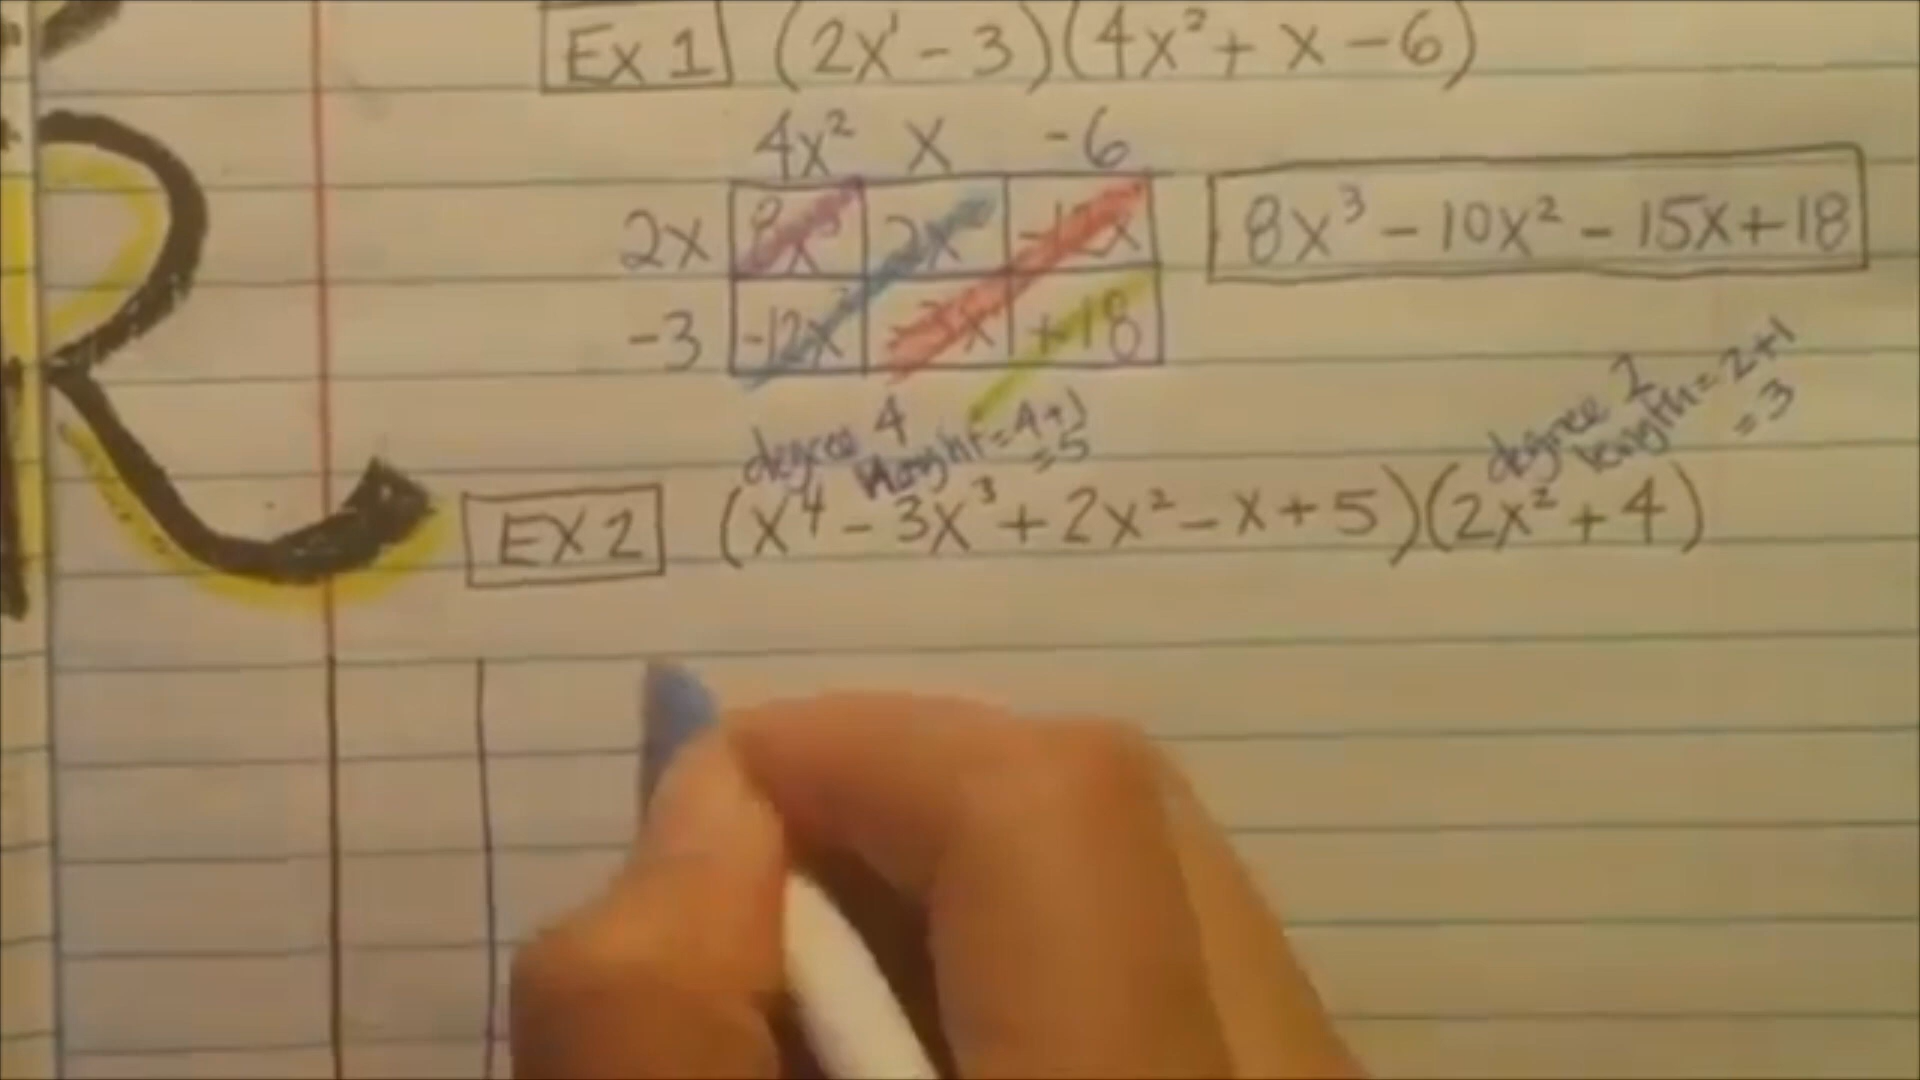 Ex 1 (2x¹ - 3)(4x² + x - 6)
4x² x -6
2x 8x³ 2x² -12x
8x³ - 10x² - 15x + 18
-3 -12x² -3x +18
degree 4
length = 4+1
= 5
degree 2
length = 2+1
= 3
EX 2 (x⁴ - 3x³ + 2x² - x + 5)(2x² + 4)